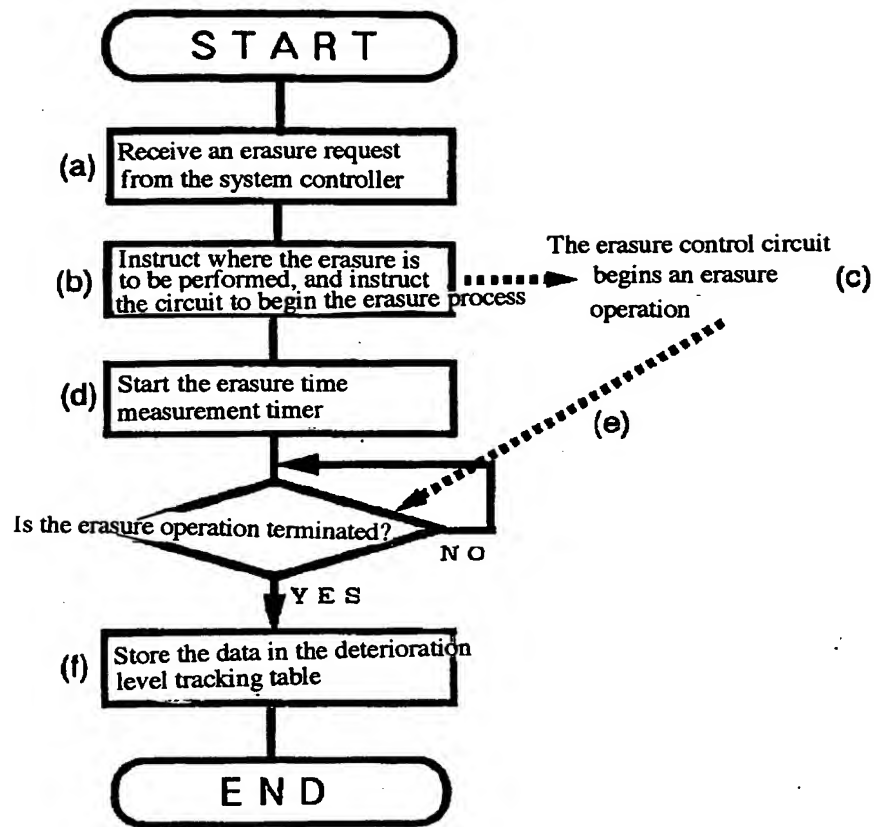 START
(a)
Receive an erasure request
from the system controller
(b)
Instruct where the erasure is
to be performed, and instruct
the circuit to begin the erasure process
The erasure control circuit
begins an erasure
operation
(c)
(d)
Start the erasure time
measurement timer
(e)
Is the erasure operation terminated?
NO
YES
(f)
Store the data in the deterioration
level tracking table
END